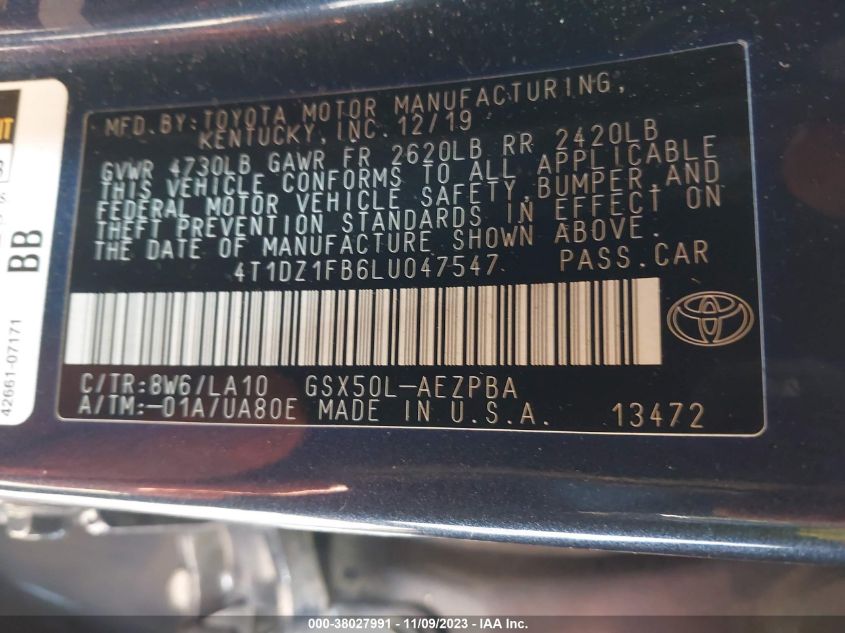 MFD.BY:TOYOTA MOTOR MANUFACTURING,
KENTUCKY, INC. 12/19
GVWR 4730LB GAWR FR 2620LB RR 2420LB
THIS VEHICLE CONFORMS TO ALL APPLICABLE
FEDERAL MOTOR VEHICLE SAFETY,BUMPER,AND
THEFT PREVENTION STANDARDS IN EFFECT ON
THE DATE OF MANUFACTURE SHOWN ABOVE.
4T1DZ1FB6LU047547 PASS.CAR
C/TR:8W6/LA10 GSX50L-AEZPBA
A/TM:-01A/UA80E MADE IN U.S.A. 13472
BB
42661-07171
000-38027991 - 11/09/2023 - IAA Inc.